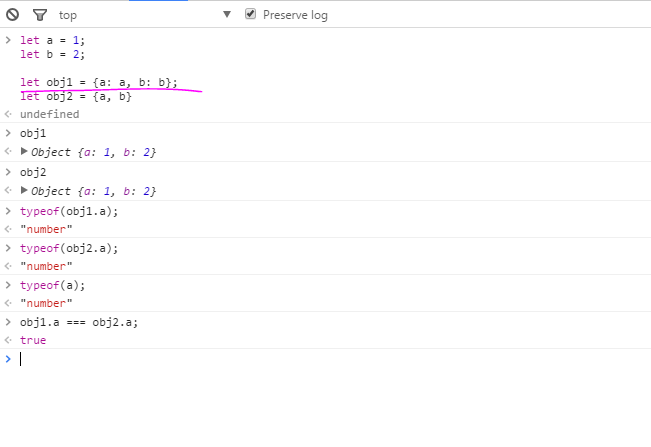 top Preserve log
let a = 1;
let b = 2;
let obj1 = {a: a, b: b};
let obj2 = {a, b}
undefined
obj1
Object {a: 1, b: 2}
obj2
Object {a: 1, b: 2}
typeof(obj1.a);
"number"
typeof(obj2.a);
"number"
typeof(a);
"number"
obj1.a === obj2.a;
true